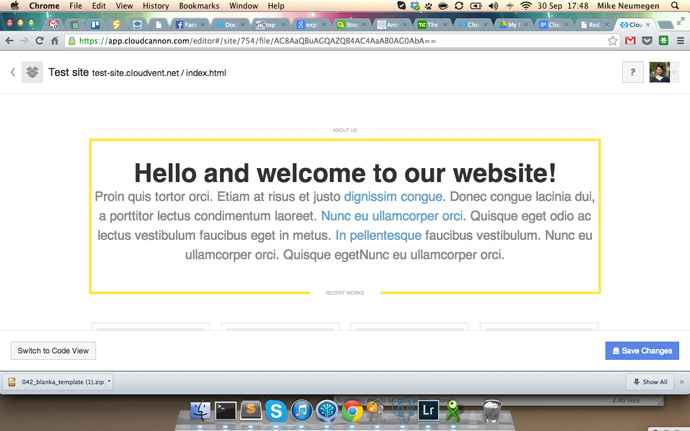 Chrome File Edit View History Bookmarks Window Help 30 Sep 17:48 Mike Neumegen
Face Doc top exp Stop Ann The Clo My Red Clo
https://app.cloudcannon.com/editor#/site/754/file/AC8AaQBuAGQAZQB4AC4AaAB0AG0AbA==
Test site test-site.cloudvent.net / index.html ?
ABOUT US
Hello and welcome to our website!
Proin quis tortor orci. Etiam at risus et justo dignissim congue. Donec congue lacinia dui,
a porttitor lectus condimentum laoreet. Nunc eu ullamcorper orci. Quisque eget odio ac
lectus vestibulum faucibus eget in metus. In pellentesque faucibus vestibulum. Nunc eu
ullamcorper orci. Quisque egetNunc eu ullamcorper orci.
RECENT WORKS
Switch to Code View Save Changes
042_blanka_template (1).zip Show All
2.80 secs
Lr